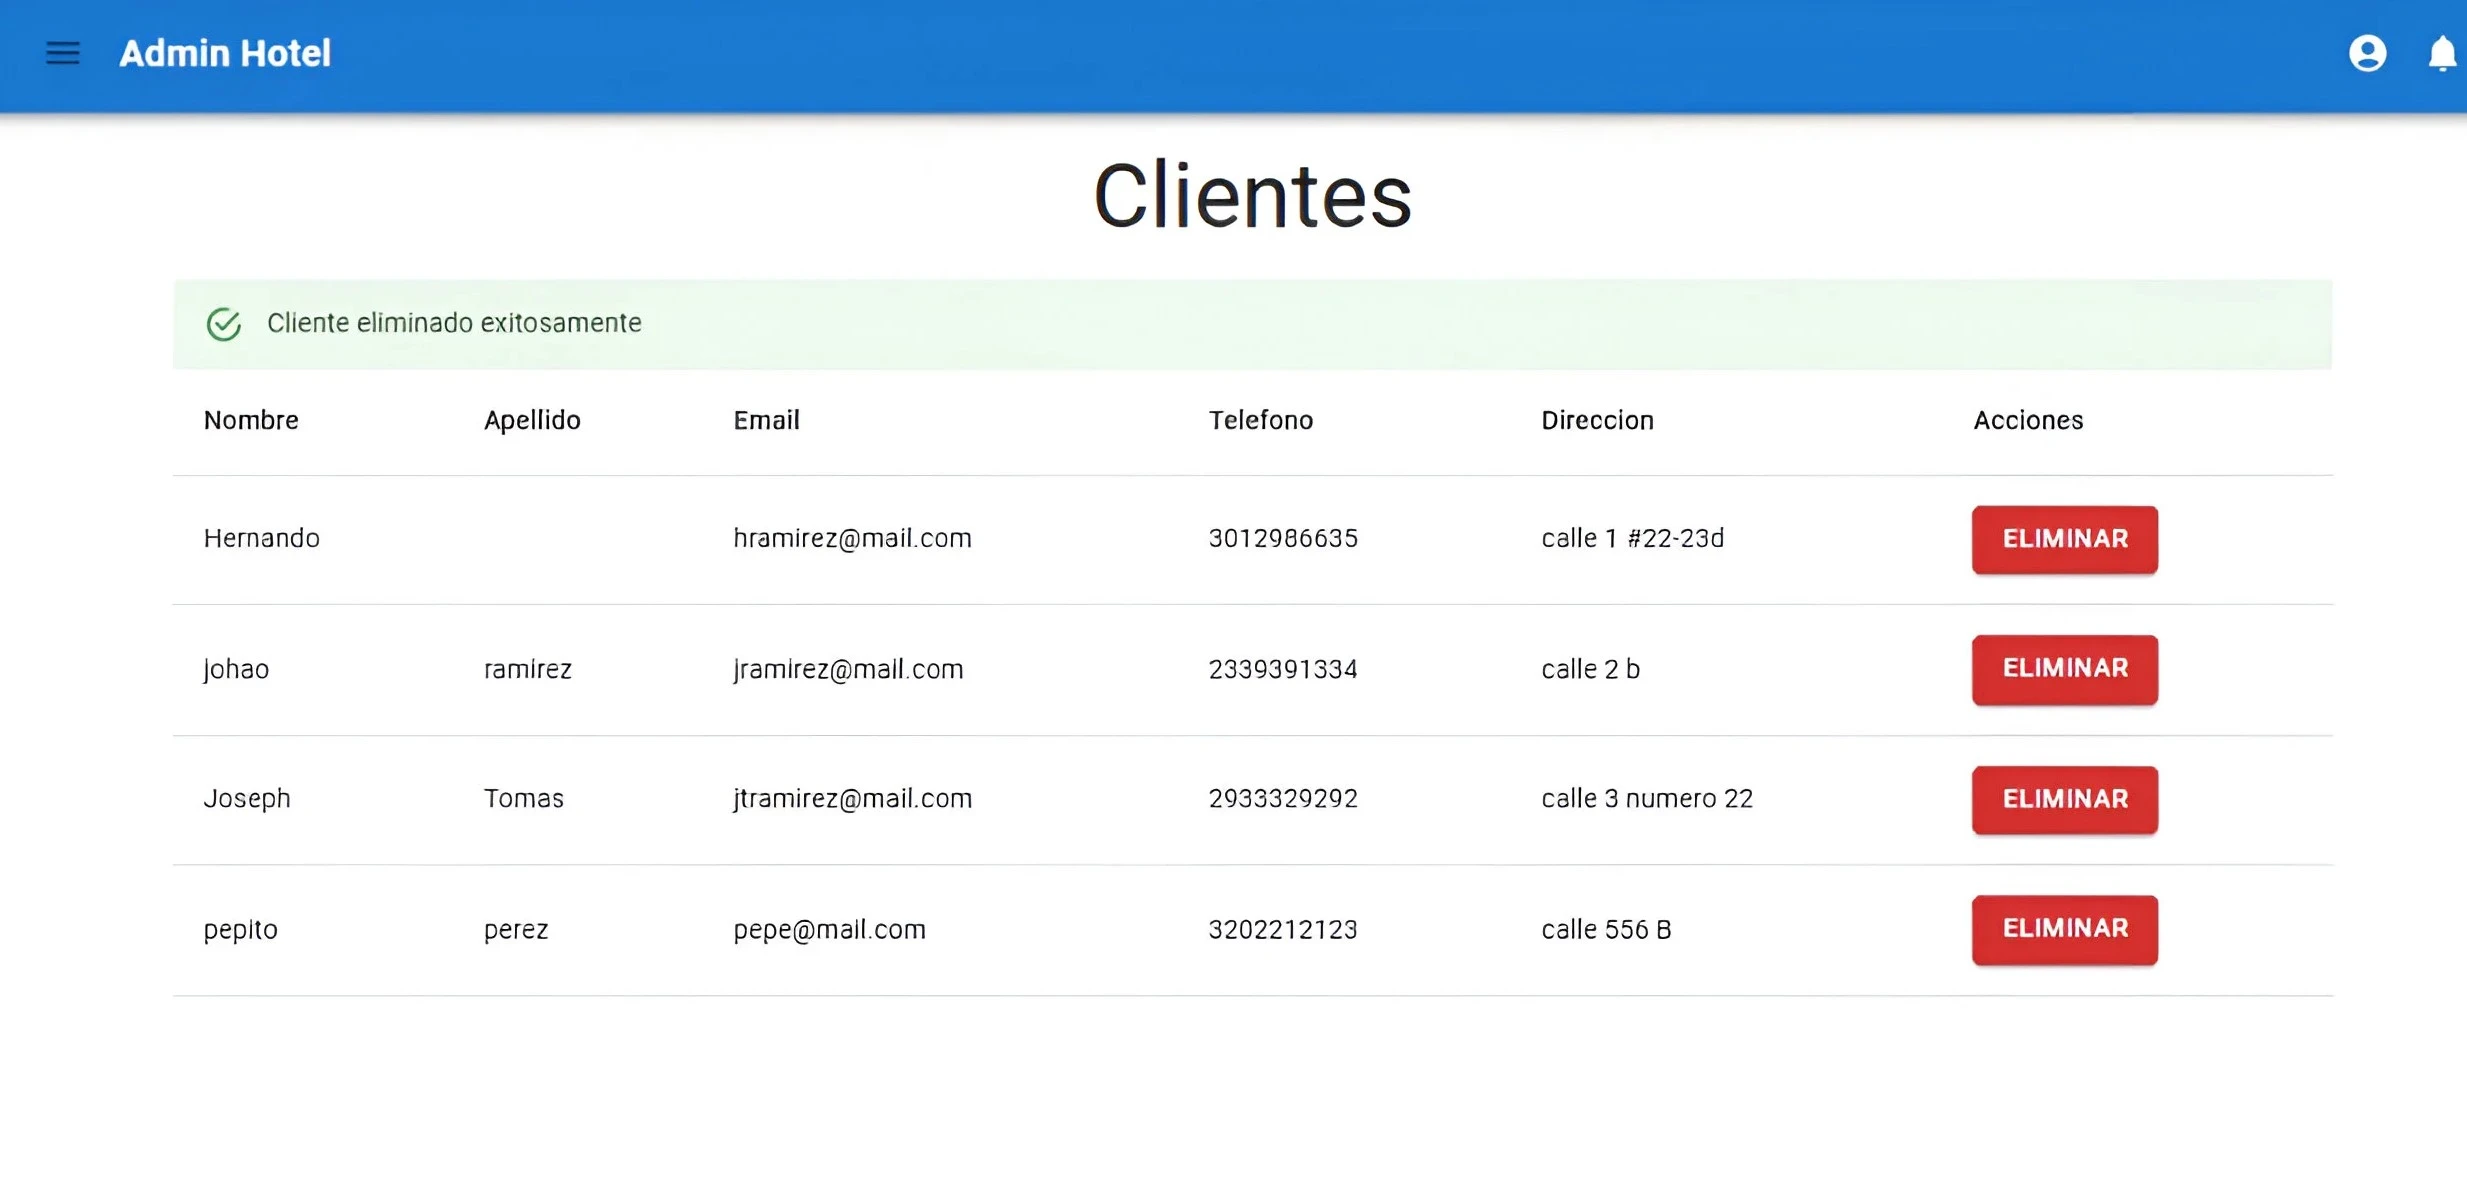 Admin Hotel
Clientes
Cliente eliminado exitosamente
Nombre Apellido Email Telefono Direccion Acciones
Hernando hramirez@mail.com 3012986635 calle 1 #22-23d ELIMINAR
johao ramirez jramirez@mail.com 2339391334 calle 2 b ELIMINAR
Joseph Tomas jtramirez@mail.com 2933329292 calle 3 numero 22 ELIMINAR
pepito perez pepe@mail.com 3202212123 calle 556 B ELIMINAR